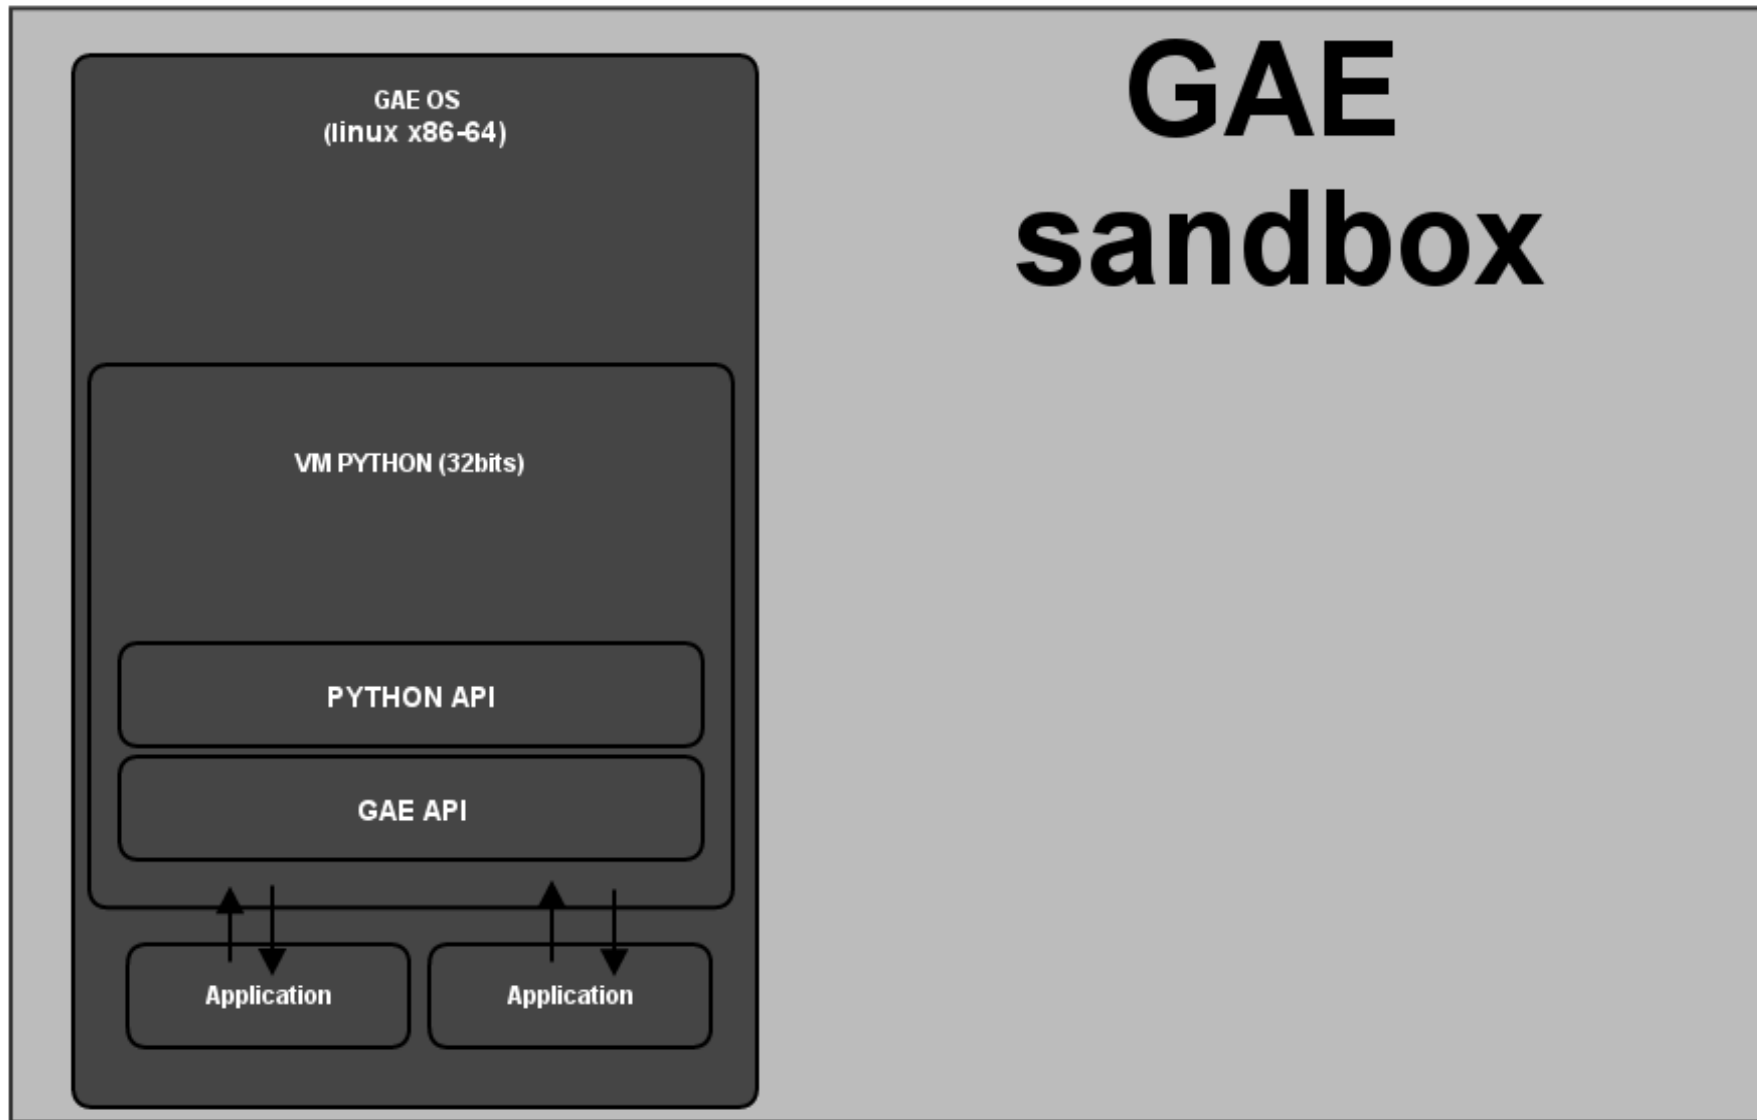 GAE
sandbox
GAE OS
(linux x86-64)
VM PYTHON (32bits)
PYTHON API
GAE API
Application
Application